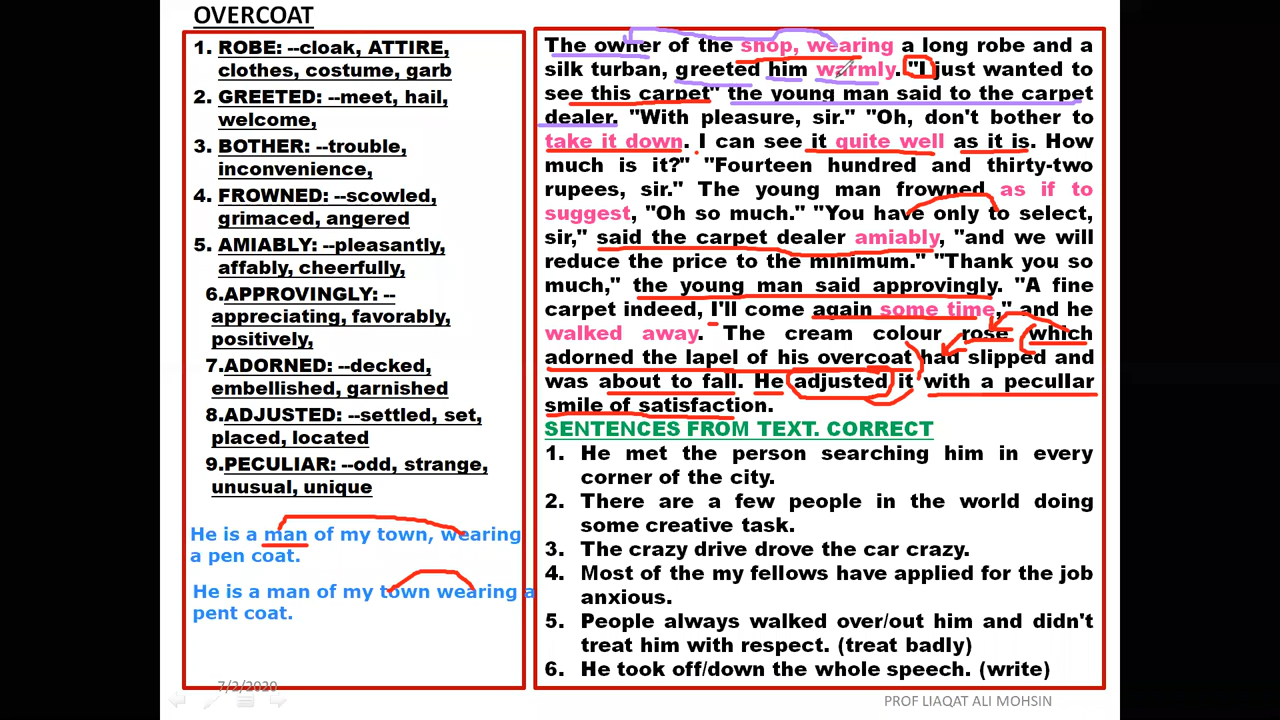 OVERCOAT
1. ROBE: --cloak, ATTIRE,
clothes, costume, garb
2. GREETED: --meet, hail,
welcome,
3. BOTHER: --trouble,
inconvenience,
4. FROWNED: --scowled,
grimaced, angered
5. AMIABLY: --pleasantly,
affably, cheerfully,
6.APPROVINGLY: --
appreciating, favorably,
positively,
7.ADORNED: --decked,
embellished, garnished
8.ADJUSTED: --settled, set,
placed, located
9.PECULIAR: --odd, strange,
unusual, unique
He is a man of my town, wearing
a pen coat.
He is a man of my town wearing a
pent coat.
7/2/2020
The owner of the shop, wearing a long robe and a
silk turban, greeted him warmly. "I just wanted to
see this carpet" the young man said to the carpet
dealer. "With pleasure, sir." "Oh, don't bother to
take it down. I can see it quite well as it is. How
much is it?" "Fourteen hundred and thirty-two
rupees, sir." The young man frowned as if to
suggest, "Oh so much." "You have only to select,
sir," said the carpet dealer amiably, "and we will
reduce the price to the minimum." "Thank you so
much," the young man said approvingly. "A fine
carpet indeed, I'll come again some time," and he
walked away. The cream colour rose which
adorned the lapel of his overcoat had slipped and
was about to fall. He adjusted it with a peculiar
smile of satisfaction.
SENTENCES FROM TEXT. CORRECT
1. He met the person searching him in every
corner of the city.
2. There are a few people in the world doing
some creative task.
3. The crazy drive drove the car crazy.
4. Most of the my fellows have applied for the job
anxious.
5. People always walked over/out him and didn't
treat him with respect. (treat badly)
6. He took off/down the whole speech. (write)
PROF LIAQAT ALI MOHSIN